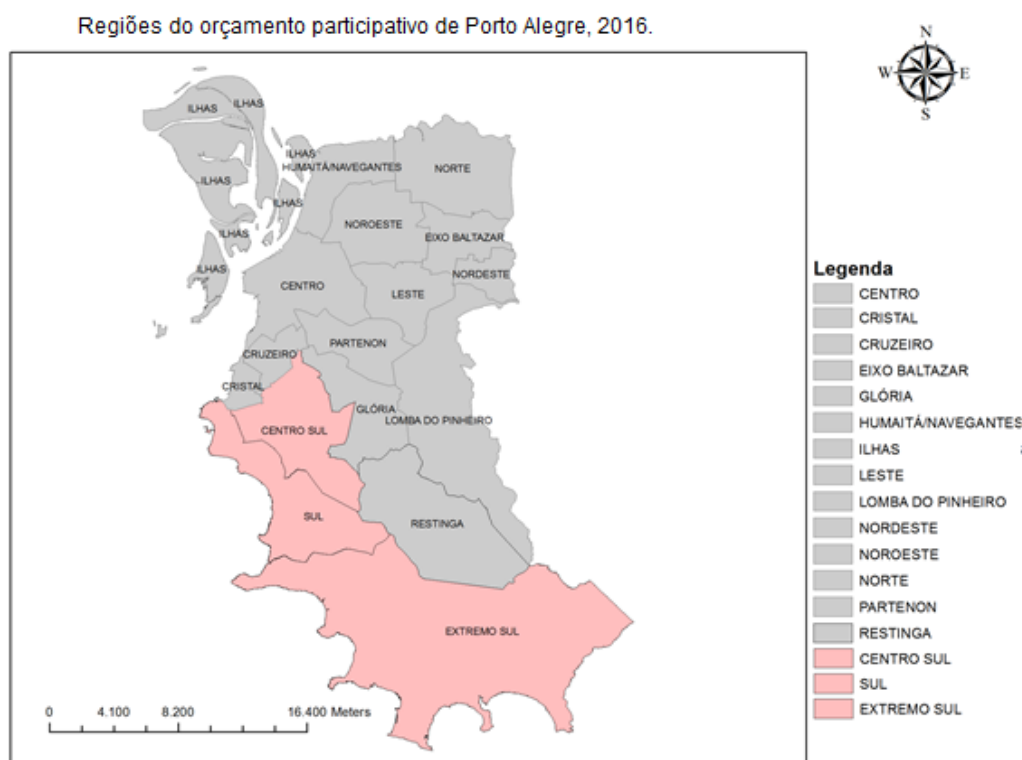 Regiões do orçamento participativo de Porto Alegre, 2016.
N
W E
S
ILHAS
ILHAS
ILHAS
HUMAITÁ/NAVEGANTES
NORTE
ILHAS
ILHAS
NOROESTE
ILHAS
EIXO BALTAZAR
ILHAS
NORDESTE
CENTRO
LESTE
PARTENON
CRUZEIRO
CRISTAL
GLÓRIA
LOMBA DO PINHEIRO
CENTRO SUL
SUL
RESTINGA
EXTREMO SUL
0 4.100 8.200 16.400 Meters
Legenda
CENTRO
CRISTAL
CRUZEIRO
EIXO BALTAZAR
GLÓRIA
HUMAITÁ/NAVEGANTES
ILHAS
LESTE
LOMBA DO PINHEIRO
NORDESTE
NOROESTE
NORTE
PARTENON
RESTINGA
CENTRO SUL
SUL
EXTREMO SUL